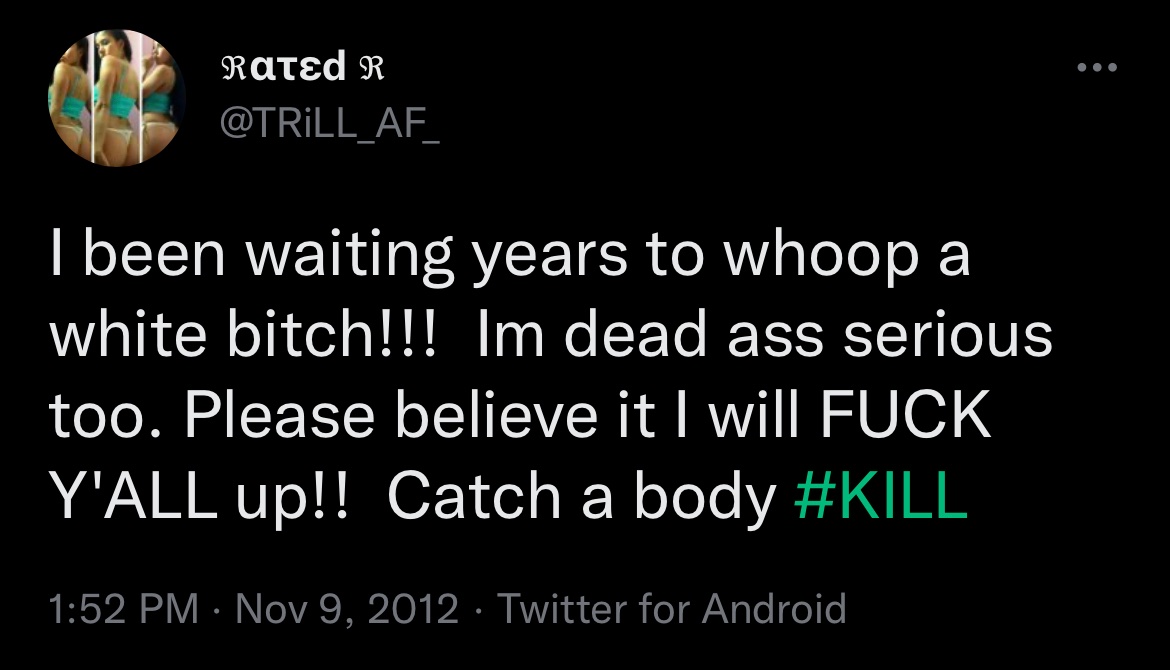 ℜατεd ℜ
@TRiLL_AF_
I been waiting years to whoop a
white bitch!!!  Im dead ass serious
too. Please believe it I will FUCK
Y'ALL up!!  Catch a body #KILL
1:52 PM · Nov 9, 2012 · Twitter for Android